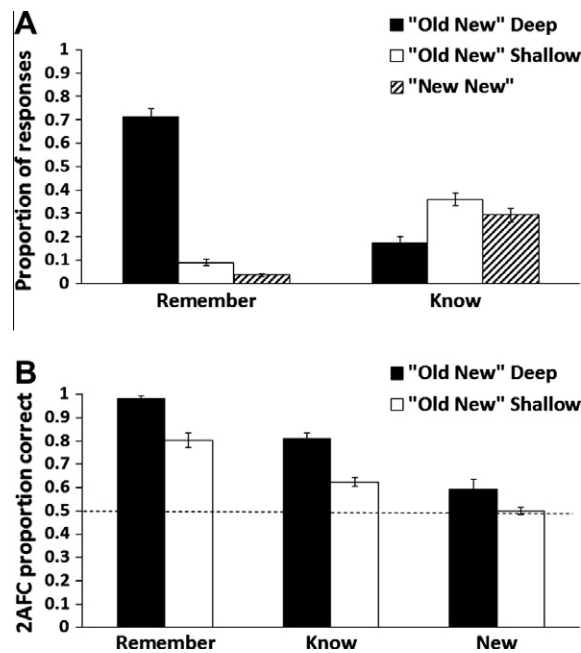 A
"Old New" Deep
"Old New" Shallow
"New New"
Proportion of responses
1
0.9
0.8
0.7
0.6
0.5
0.4
0.3
0.2
0.1
0
Remember Know
B
"Old New" Deep
"Old New" Shallow
2AFC proportion correct
1
0.9
0.8
0.7
0.6
0.5
0.4
0.3
0.2
0.1
0
Remember Know New